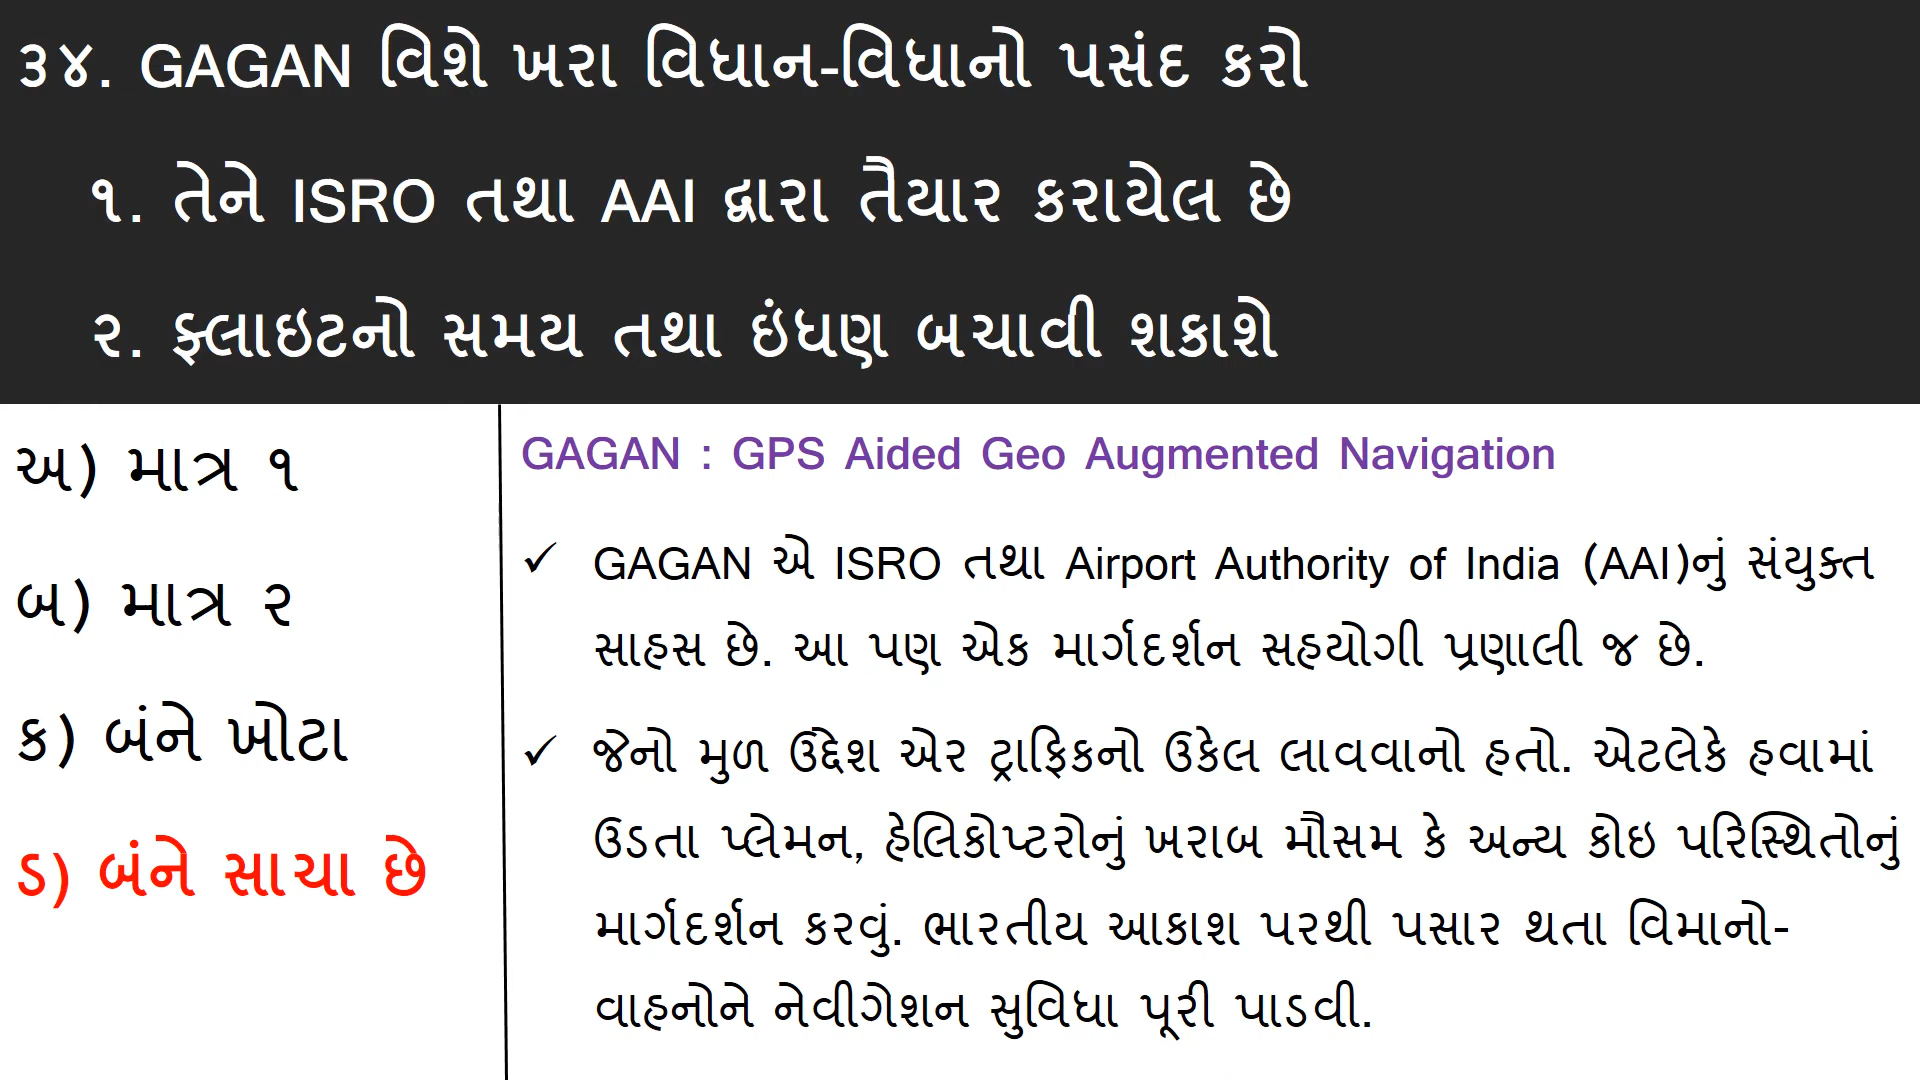 ૩૪. GAGAN વિશે ખરા વિધાન-વિધાનો પસંદ કરો
૧. તેને ISRO તથા AAI દ્વારા તૈયાર કરાયેલ છે
૨. ફ્લાઇટનો સમય તથા ઇંધણ બચાવી શકાશે
અ) માત્ર ૧
બ) માત્ર ૨
ક) બંને ખોટા
ડ) બંને સાચા છે
GAGAN : GPS Aided Geo Augmented Navigation
✓ GAGAN એ ISRO તથા Airport Authority of India (AAI)નું સંયુક્ત
સાહસ છે. આ પણ એક માર્ગદર્શન સહયોગી પ્રણાલી જ છે.
✓ જેનો મુળ ઉદ્દેશ એર ટ્રાફિકનો ઉકેલ લાવવાનો હતો. એટલેકે હવામાં
ઉડતા પ્લેમન, હેલિકોપ્ટરોનું ખરાબ મૌસમ કે અન્ય કોઇ પરિસ્થિતોનું
માર્ગદર્શન કરવું. ભારતીય આકાશ પરથી પસાર થતા વિમાનો-
વાહનોને નેવીગેશન સુવિધા પૂરી પાડવી.